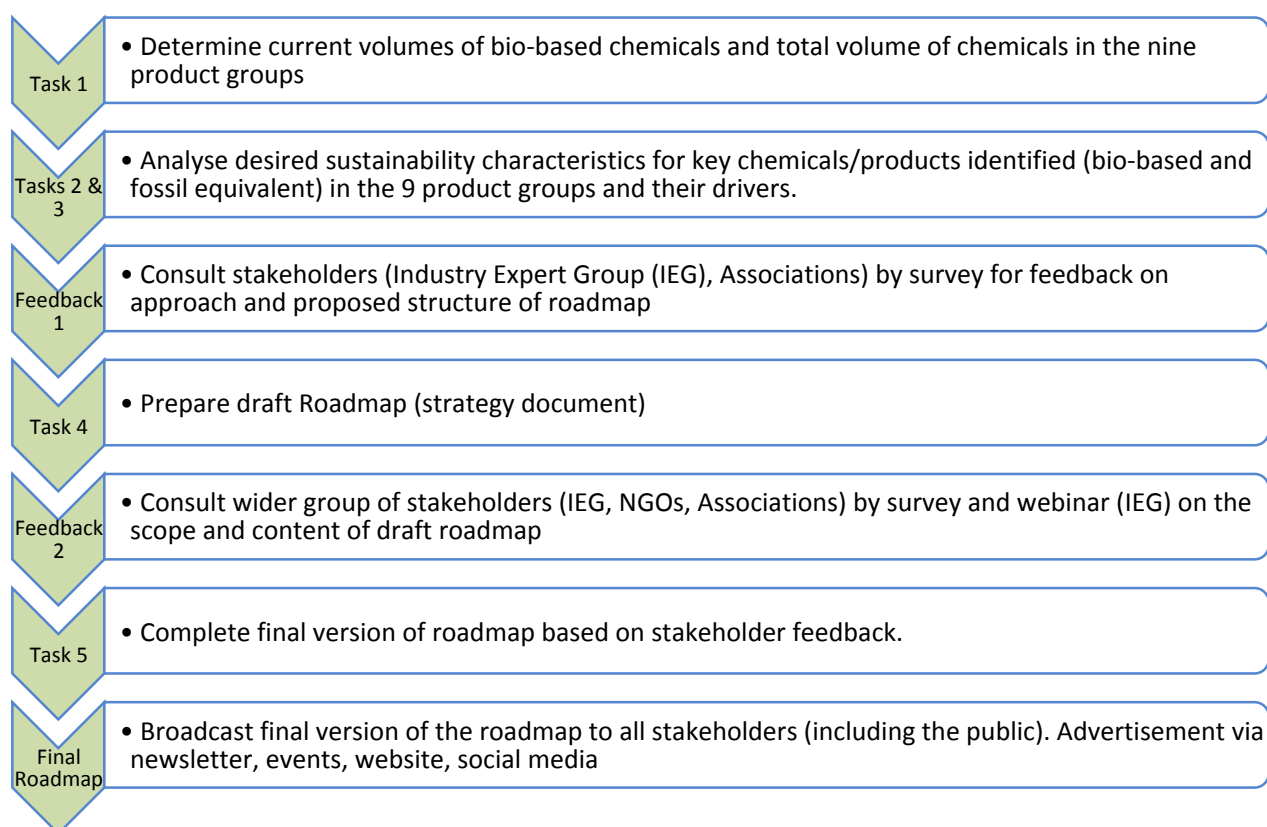 Task 1
• Determine current volumes of bio-based chemicals and total volume of chemicals in the nine
product groups
Tasks 2 &
3
• Analyse desired sustainability characteristics for key chemicals/products identified (bio-based and
fossil equivalent) in the 9 product groups and their drivers.
Feedback
1
• Consult stakeholders (Industry Expert Group (IEG), Associations) by survey for feedback on
approach and proposed structure of roadmap
Task 4
• Prepare draft Roadmap (strategy document)
Feedback
2
• Consult wider group of stakeholders (IEG, NGOs, Associations) by survey and webinar (IEG) on the
scope and content of draft roadmap
Task 5
• Complete final version of roadmap based on stakeholder feedback.
Final
Roadmap
• Broadcast final version of the roadmap to all stakeholders (including the public). Advertisement via
newsletter, events, website, social media